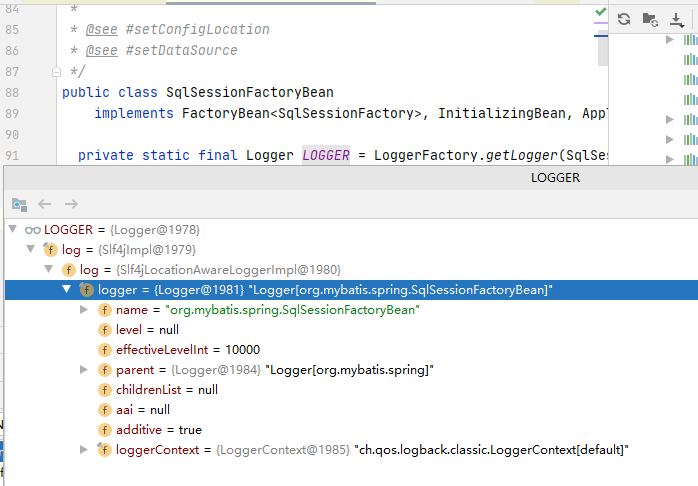 84 *
85 * @see #setConfigLocation
86 * @see #setDataSource
87 */
88 public class SqlSessionFactoryBean
89 implements FactoryBean<SqlSessionFactory>, InitializingBean, Appl
90
91 private static final Logger LOGGER = LoggerFactory.getLogger(SqlSes
LOGGER
LOGGER = {Logger@1978}
log = {Slf4jImpl@1979}
log = {Slf4jLocationAwareLoggerImpl@1980}
logger = {Logger@1981} "Logger[org.mybatis.spring.SqlSessionFactoryBean]"
name = "org.mybatis.spring.SqlSessionFactoryBean"
level = null
effectiveLevelInt = 10000
parent = {Logger@1984} "Logger[org.mybatis.spring]"
childrenList = null
aai = null
additive = true
loggerContext = {LoggerContext@1985} "ch.qos.logback.classic.LoggerContext[default]"